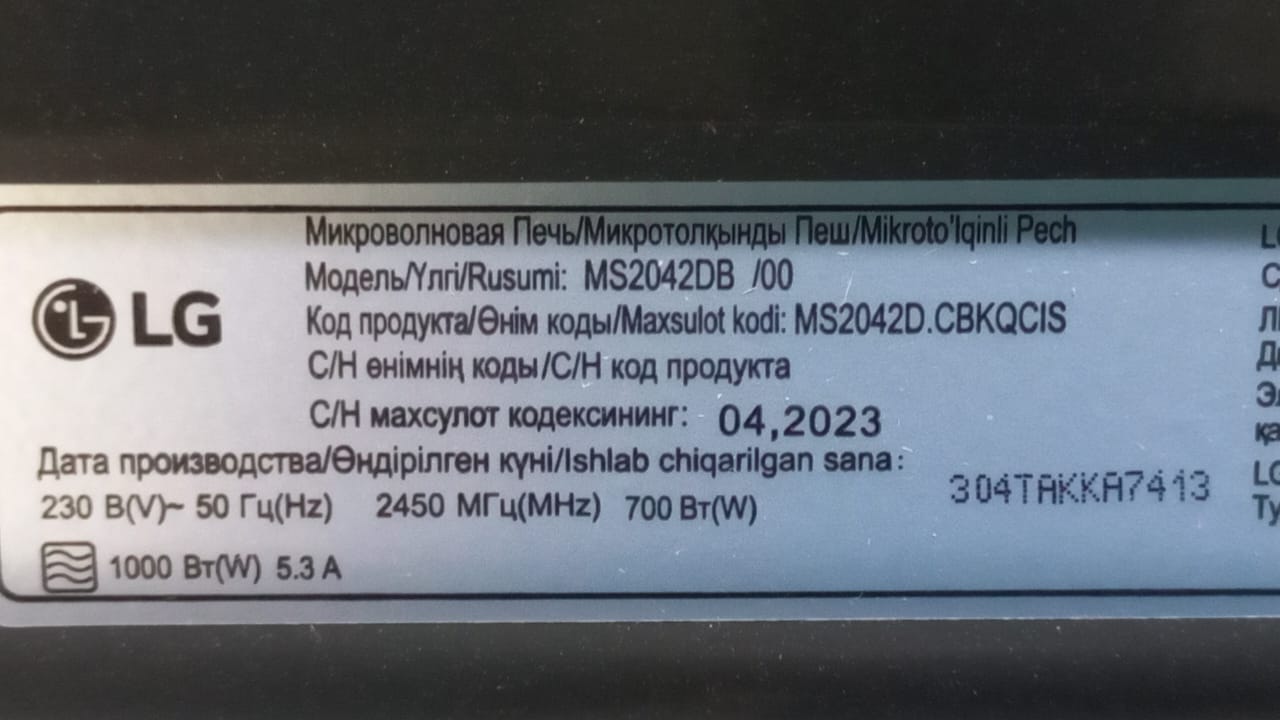 LG
Микроволновая Печь/Микротолқынды Пеш/Mikroto'lqinli Pech
Модель/Үлгі/Rusumi: MS2042DB /00
Код продукта/Өнім коды/Maxsulot kodi: MS2042D.CBKQCIS
С/Н өнімнің коды/С/Н код продукта
С/Н махсулот кодексининг: 04,2023
Дата производства/Өндірілген күні/Ishlab chiqarilgan sana:
304TAKKA7413
230 В(V)~ 50 Гц(Hz) 2450 МГц(MHz) 700 Вт(W)
1000 Вт(W) 5.3 A